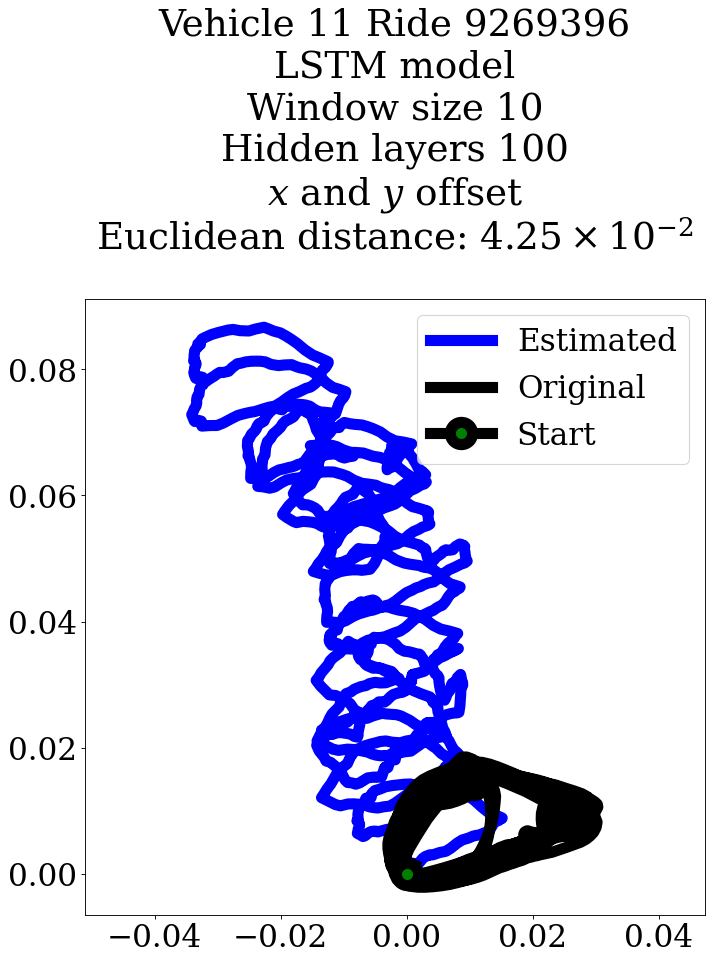 Vehicle 11 Ride 9269396
LSTM model
Window size 10
Hidden layers 100
x and y offset
Euclidean distance: 4.25 × 10⁻²
Estimated
Original
Start
0.08
0.06
0.04
0.02
0.00
−0.04 −0.02 0.00 0.02 0.04